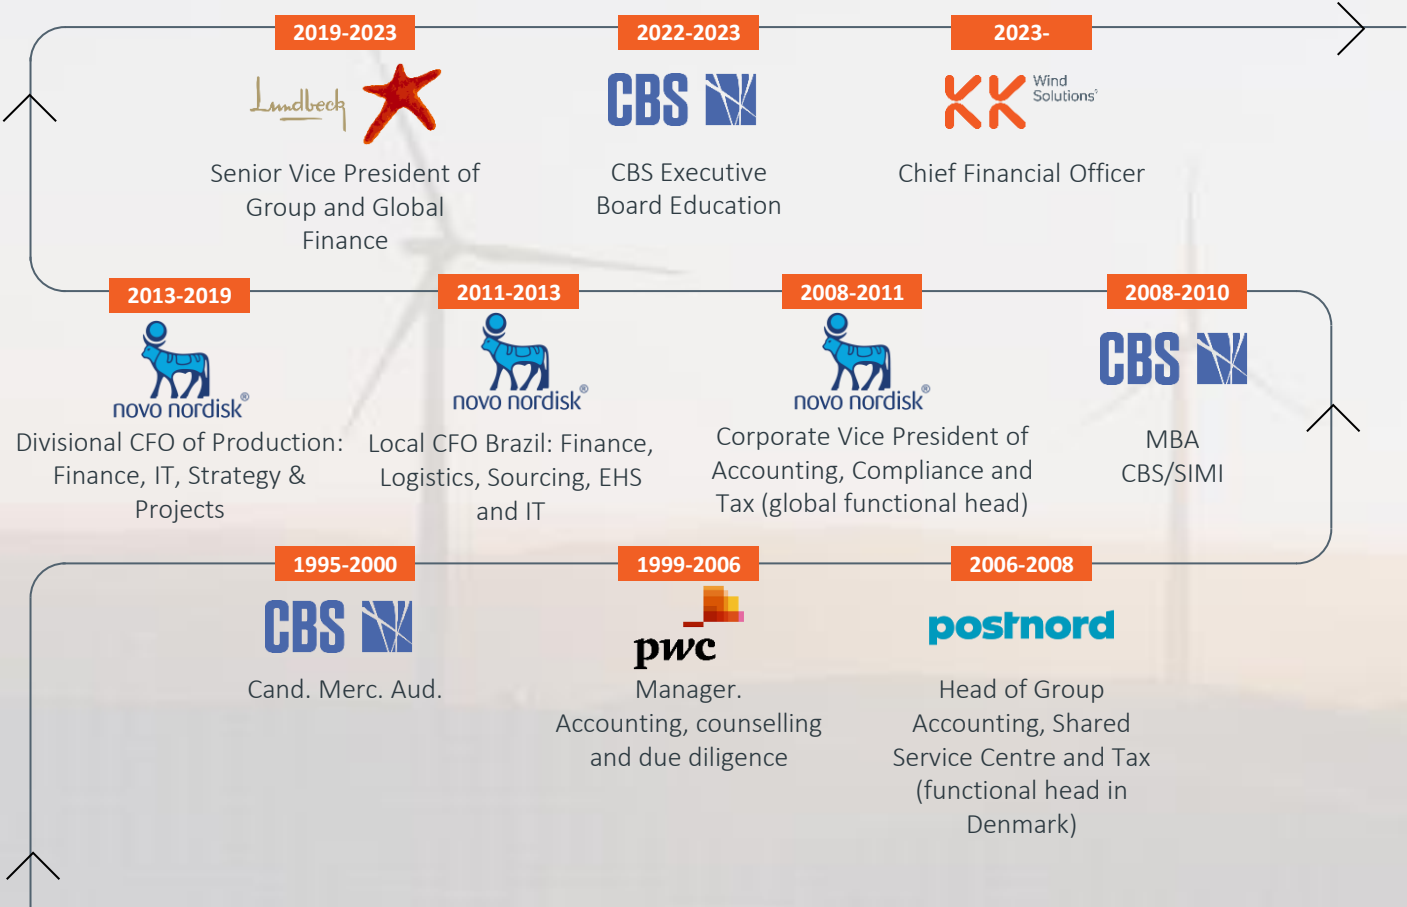 2019-2023
Lundbeck
Senior Vice President of
Group and Global
Finance
2022-2023
CBS
CBS Executive
Board Education
2023-
KK Wind
Solutions
Chief Financial Officer
2013-2019
novo nordisk®
Divisional CFO of Production:
Finance, IT, Strategy &
Projects
2011-2013
novo nordisk®
Local CFO Brazil: Finance,
Logistics, Sourcing, EHS
and IT
2008-2011
novo nordisk®
Corporate Vice President of
Accounting, Compliance and
Tax (global functional head)
2008-2010
CBS
MBA
CBS/SIMI
1995-2000
CBS
Cand. Merc. Aud.
1999-2006
pwc
Manager.
Accounting, counselling
and due diligence
2006-2008
postnord
Head of Group
Accounting, Shared
Service Centre and Tax
(functional head in
Denmark)